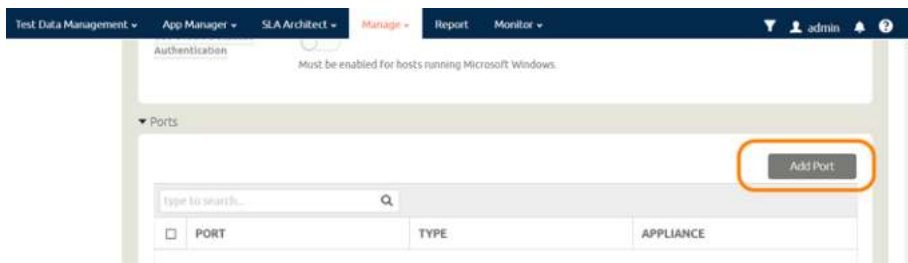 Test Data Management App Manager SLA Architect Manage Report Monitor admin
Authentication
Must be enabled for hosts running Microsoft Windows.
Ports
Add Port
type to search...
PORT TYPE APPLIANCE